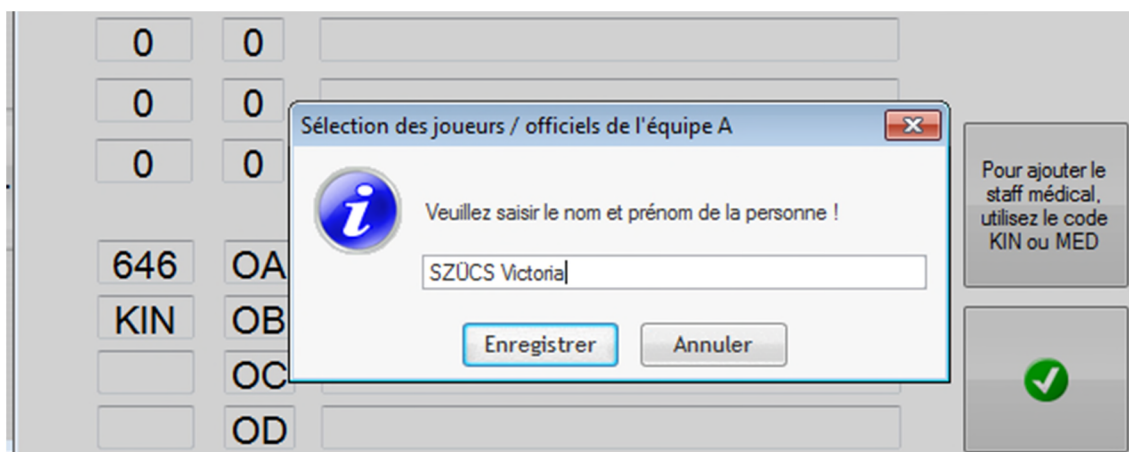 0 0
0 0
Sélection des joueurs / officiels de l'équipe A
0 0
Pour ajouter le
staff médical,
utilisez le code
KIN ou MED
Veuillez saisir le nom et prénom de la personne !
646 OA
SZÜCS Victoria
KIN OB
Enregistrer Annuler
OC
OD